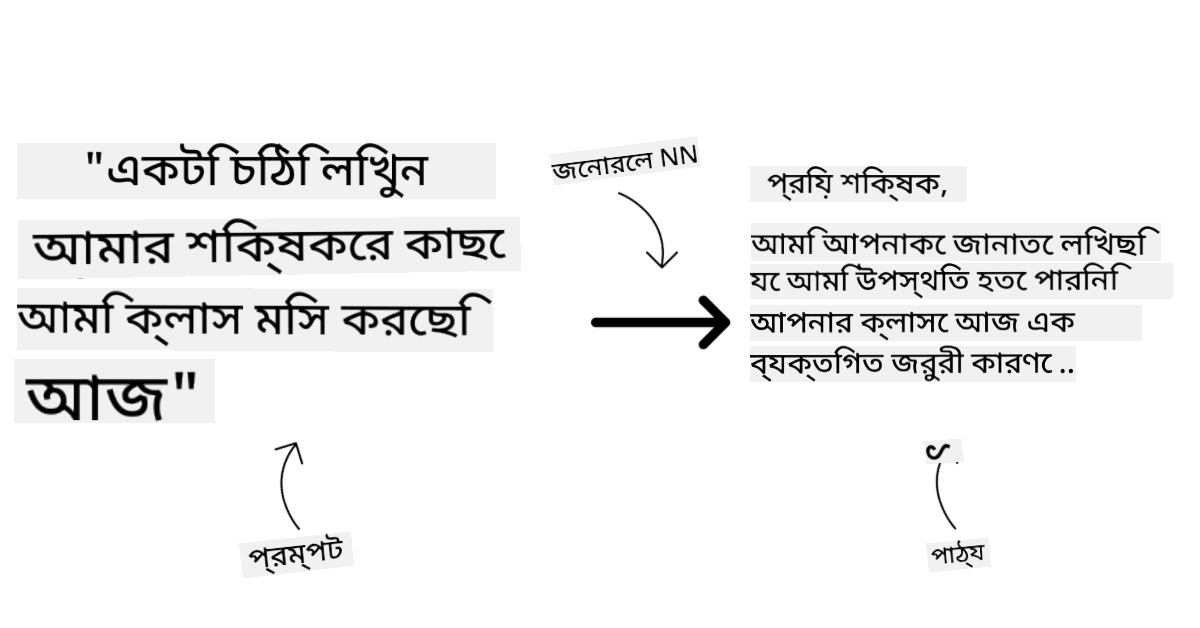 "একটি চিঠি লিখুন
আমার শিক্ষকের কাছে
আমি ক্লাস মিস করেছি
আজ"
জেনারেল NN
প্রিয় শিক্ষক,
আমি আপনাকে জানাতে লিখছি
যে আমি উপস্থিত হতে পারিনি
আপনার ক্লাসে আজ এক
ব্যক্তিগত জরুরী কারণে ..
প্রম্পট
পাঠ্য